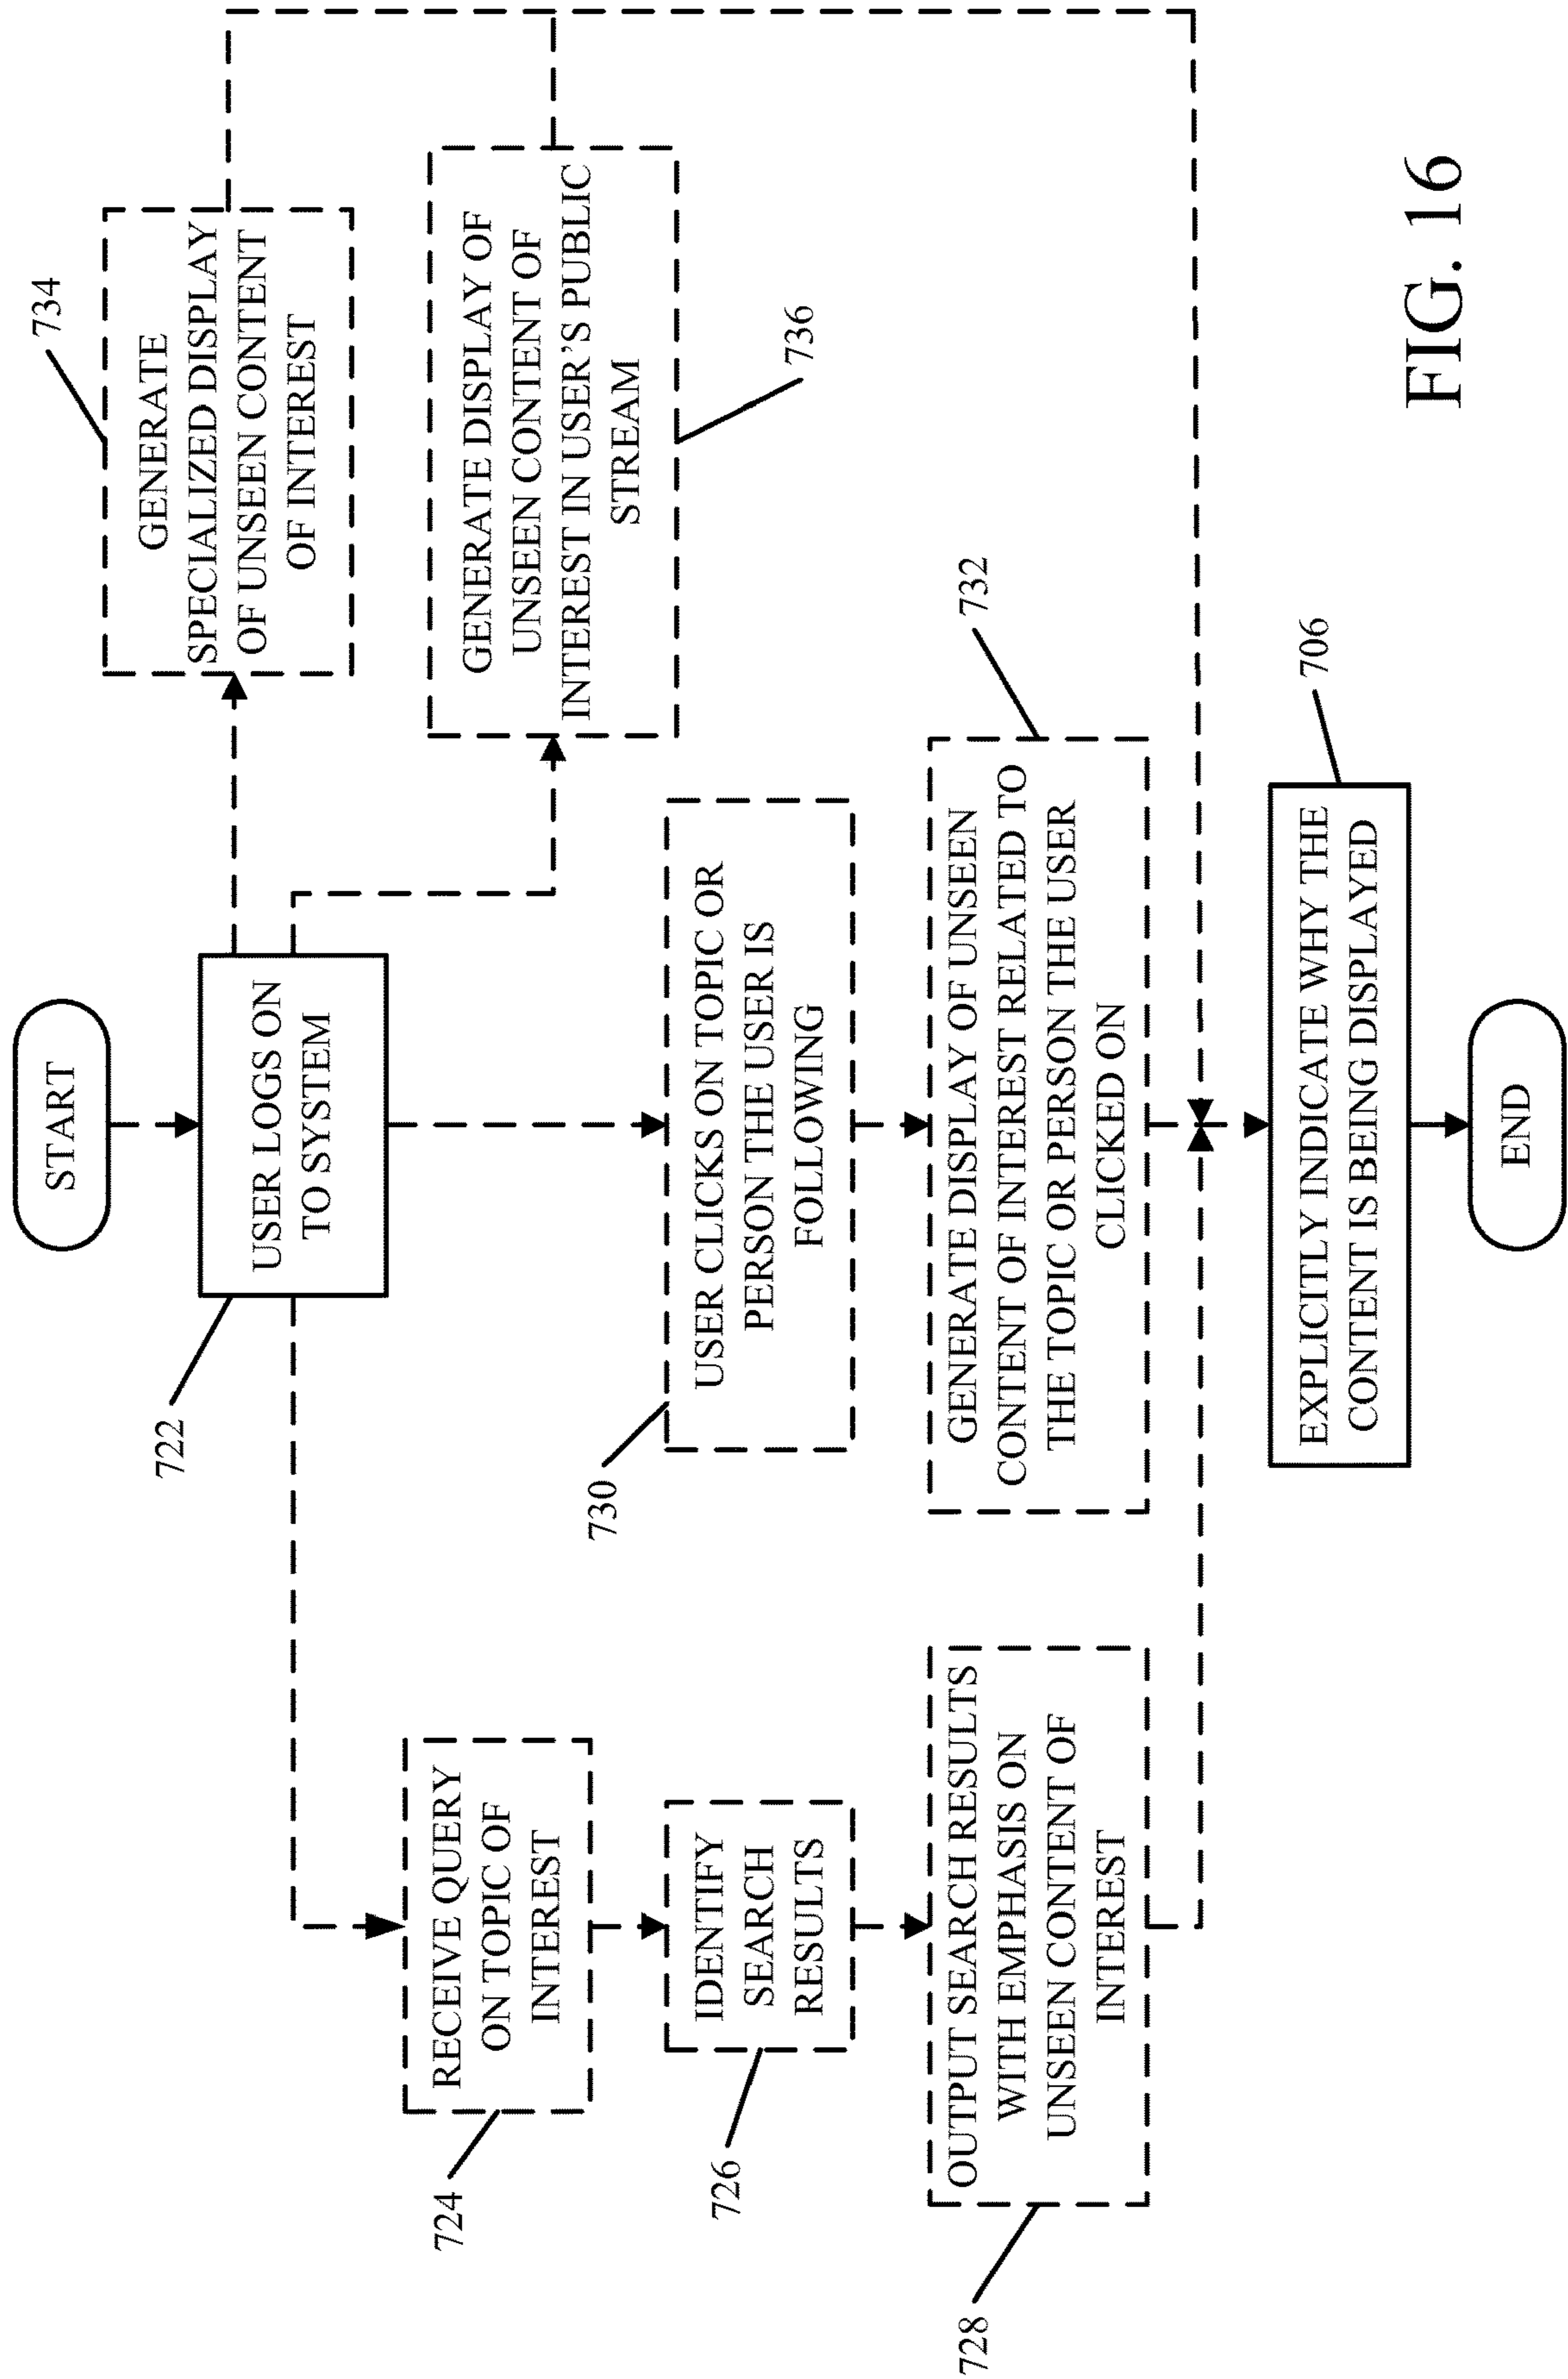 START
722
USER LOGS ON
TO SYSTEM
734
GENERATE
SPECIALIZED DISPLAY
OF UNSEEN CONTENT
OF INTEREST
GENERATE DISPLAY OF
UNSEEN CONTENT OF
INTEREST IN USER'S PUBLIC
STREAM
736
724
RECEIVE QUERY
ON TOPIC OF
INTEREST
726
IDENTIFY
SEARCH
RESULTS
728
OUTPUT SEARCH RESULTS
WITH EMPHASIS ON
UNSEEN CONTENT OF
INTEREST
730
USER CLICKS ON TOPIC OR
PERSON THE USER IS
FOLLOWING
732
GENERATE DISPLAY OF UNSEEN
CONTENT OF INTEREST RELATED TO
THE TOPIC OR PERSON THE USER
CLICKED ON
706
EXPLICITLY INDICATE WHY THE
CONTENT IS BEING DISPLAYED
END
FIG. 16